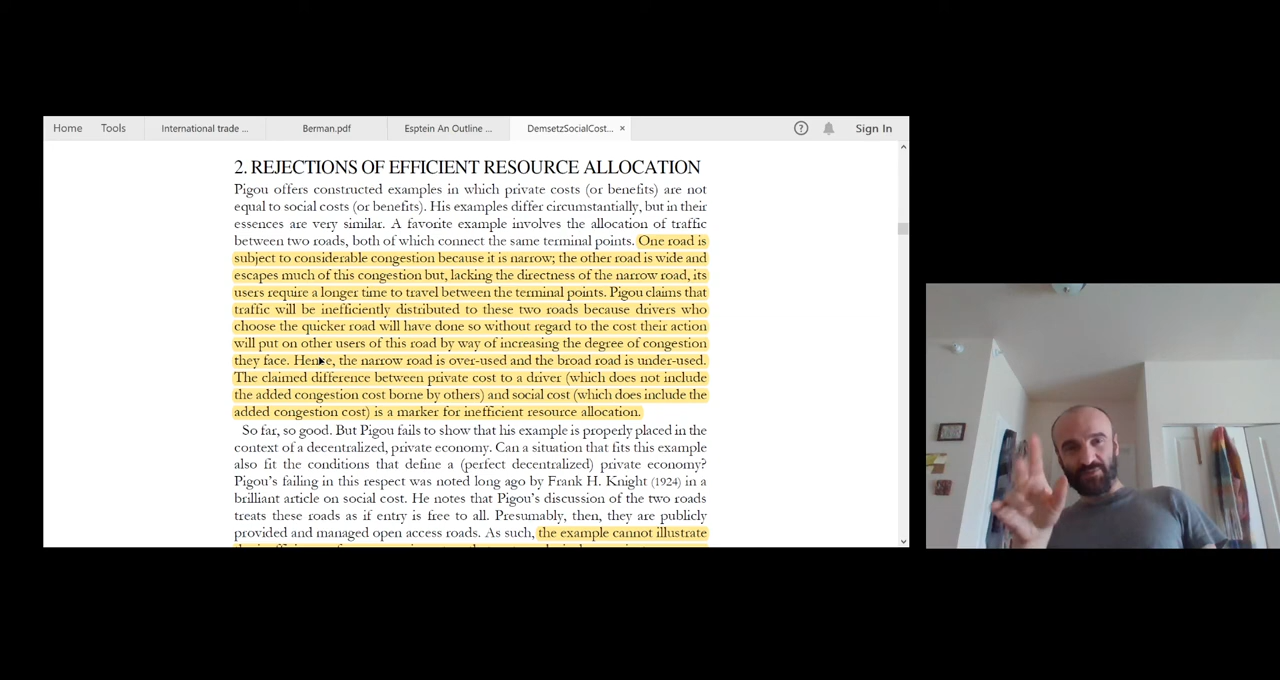 Home Tools International trade ... Berman.pdf Esptein An Outline ... DemsetzSocialCost... × ? Sign In
2. REJECTIONS OF EFFICIENT RESOURCE ALLOCATION
Pigou offers constructed examples in which private costs (or benefits) are not
equal to social costs (or benefits). His examples differ circumstantially, but in their
essences are very similar. A favorite example involves the allocation of traffic
between two roads, both of which connect the same terminal points. One road is
subject to considerable congestion because it is narrow; the other road is wide and
escapes much of this congestion but, lacking the directness of the narrow road, its
users require a longer time to travel between the terminal points. Pigou claims that
traffic will be inefficiently distributed to these two roads because drivers who
choose the quicker road will have done so without regard to the cost their action
will put on other users of this road by way of increasing the degree of congestion
they face. Hence, the narrow road is over-used and the broad road is under-used.
The claimed difference between private cost to a driver (which does not include
the added congestion cost borne by others) and social cost (which does include the
added congestion cost) is a marker for inefficient resource allocation.
So far, so good. But Pigou fails to show that his example is properly placed in the
context of a decentralized, private economy. Can a situation that fits this example
also fit the conditions that define a (perfect decentralized) private economy?
Pigou's failing in this respect was noted long ago by Frank H. Knight (1924) in a
brilliant article on social cost. He notes that Pigou's discussion of the two roads
treats these roads as if entry is free to all. Presumably, then, they are publicly
provided and managed open access roads. As such, the example cannot illustrate